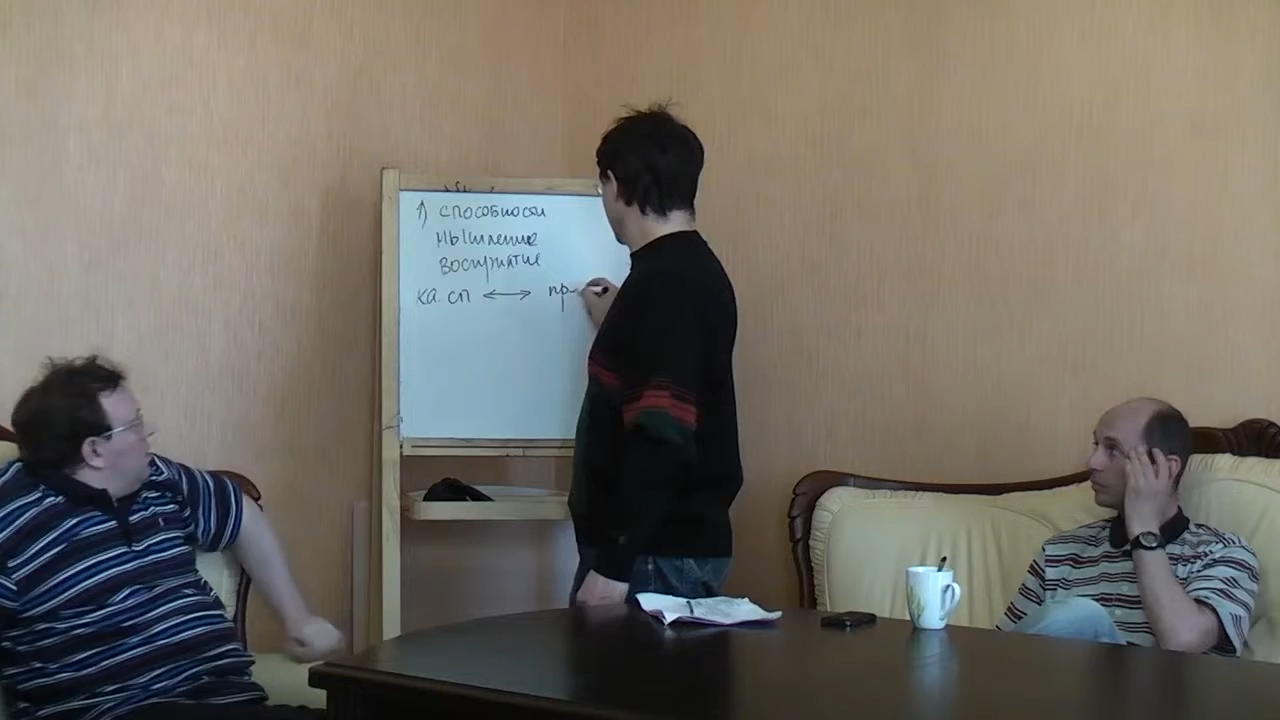 1) способности
мышление
восприятие
ка. сп ⟷ пр